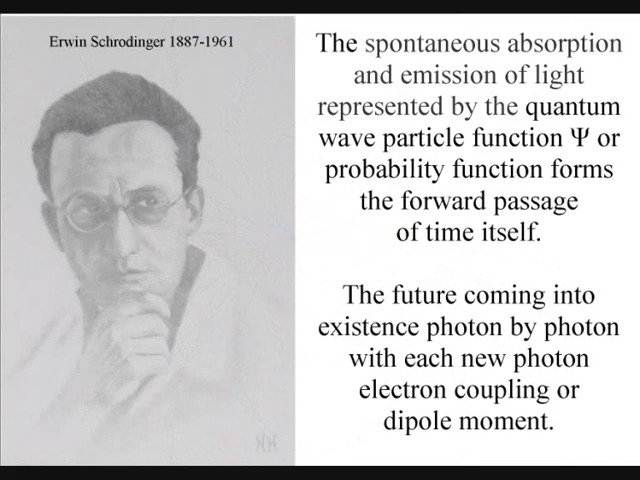 Erwin Schrodinger 1887-1961
The spontaneous absorption
and emission of light
represented by the quantum
wave particle function Ψ or
probability function forms
the forward passage
of time itself.
The future coming into
existence photon by photon
with each new photon
electron coupling or
dipole moment.